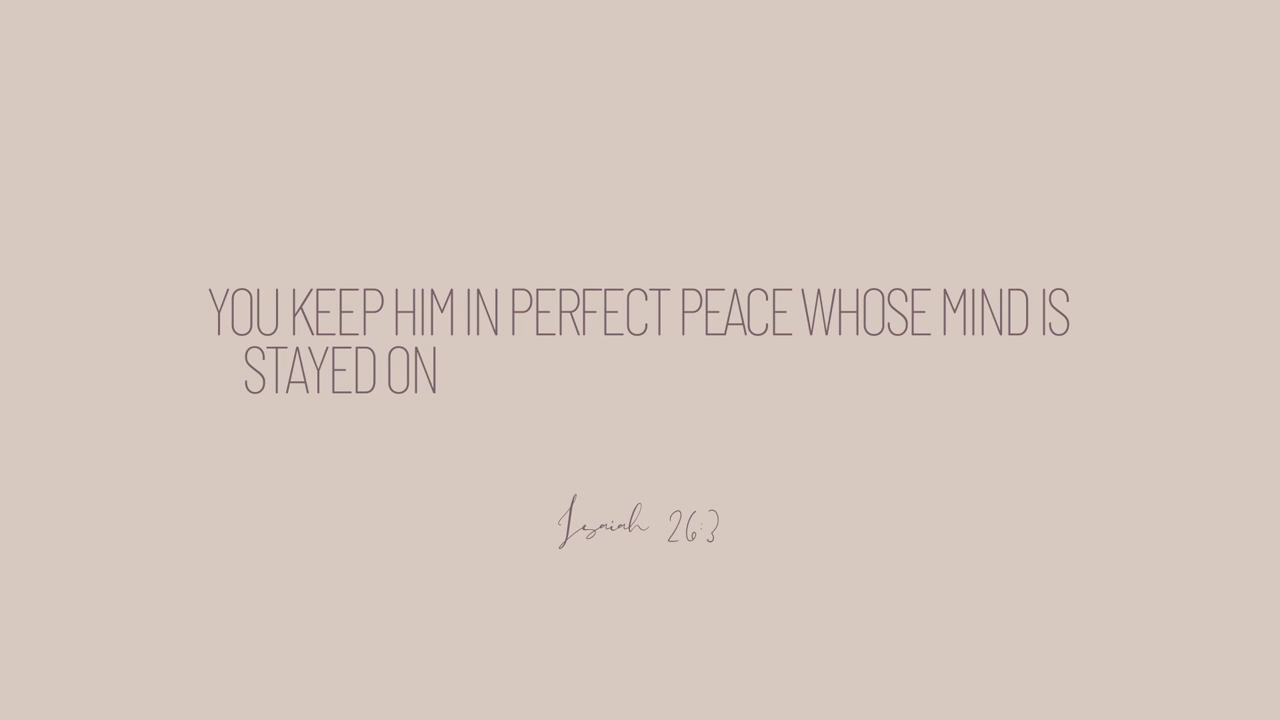 YOU KEEP HIM IN PERFECT PEACE WHOSE MIND IS
STAYED ON
Isaiah 26:3